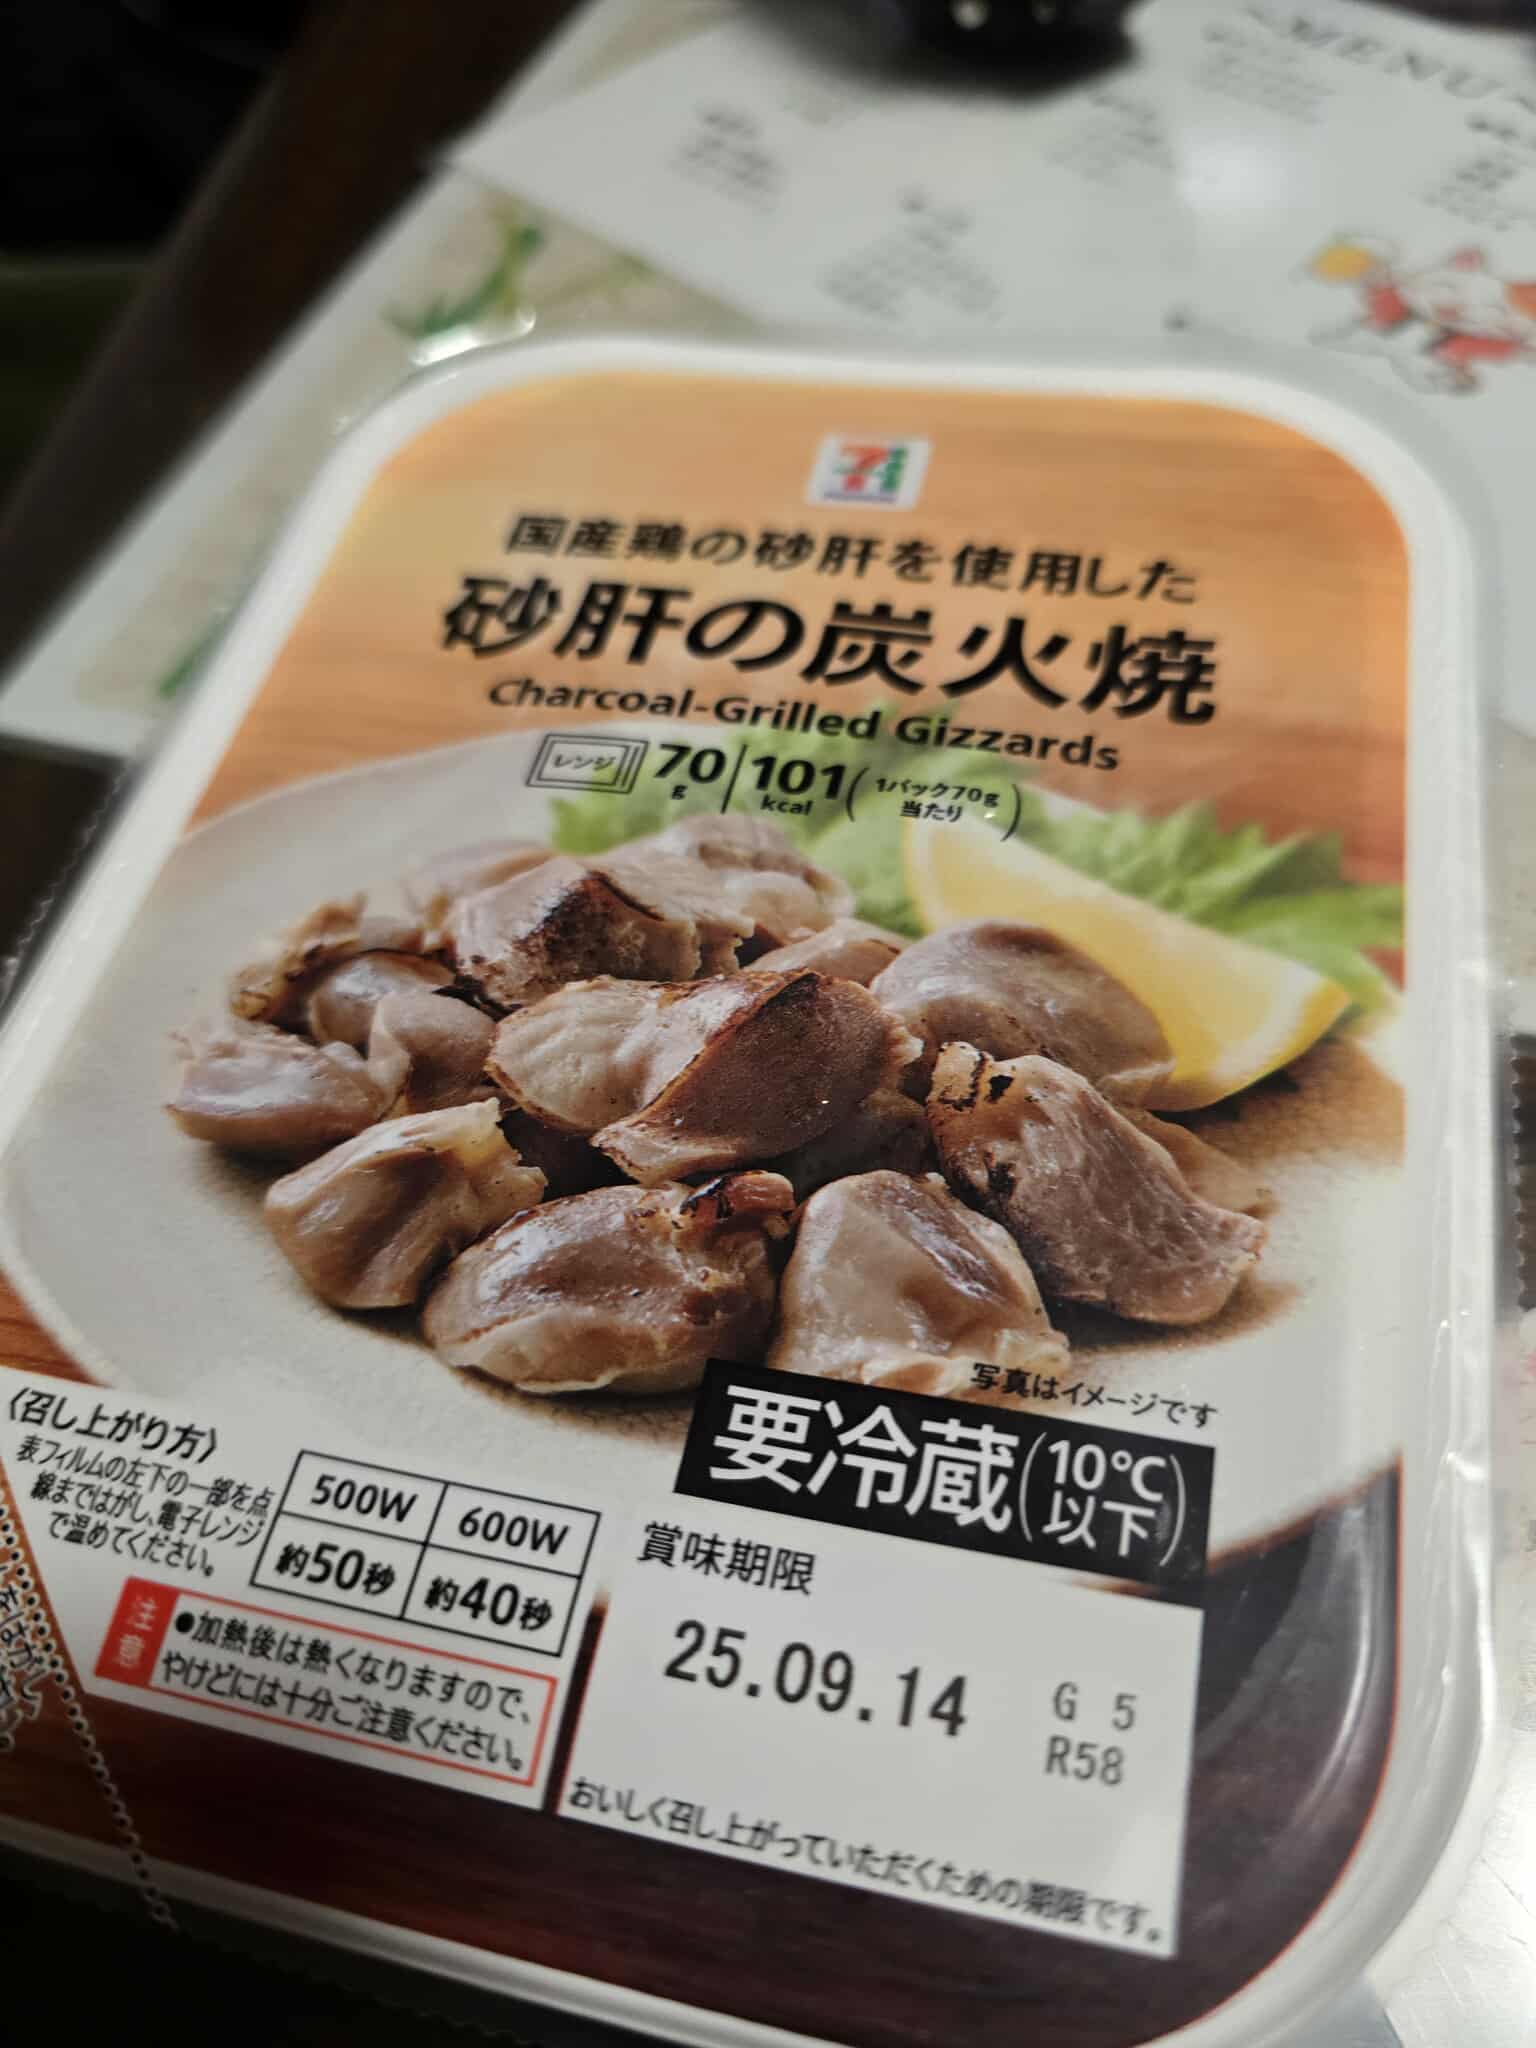 MENU
国産鶏の砂肝を使用した
砂肝の炭火焼
Charcoal-Grilled Gizzards
レンジ 70g 101kcal (1パック70g当たり)
写真はイメージです
要冷蔵(10℃以下)
〈召し上がり方〉
表フィルムの左下の一部を点
線まではがし、電子レンジ
で温めてください。
500W 600W
約50秒 約40秒
注意
●加熱後は熱くなりますので、
やけどには十分ご注意ください。
賞味期限
25.09.14 G 5
R58
おいしく召し上がっていただくための期限です。